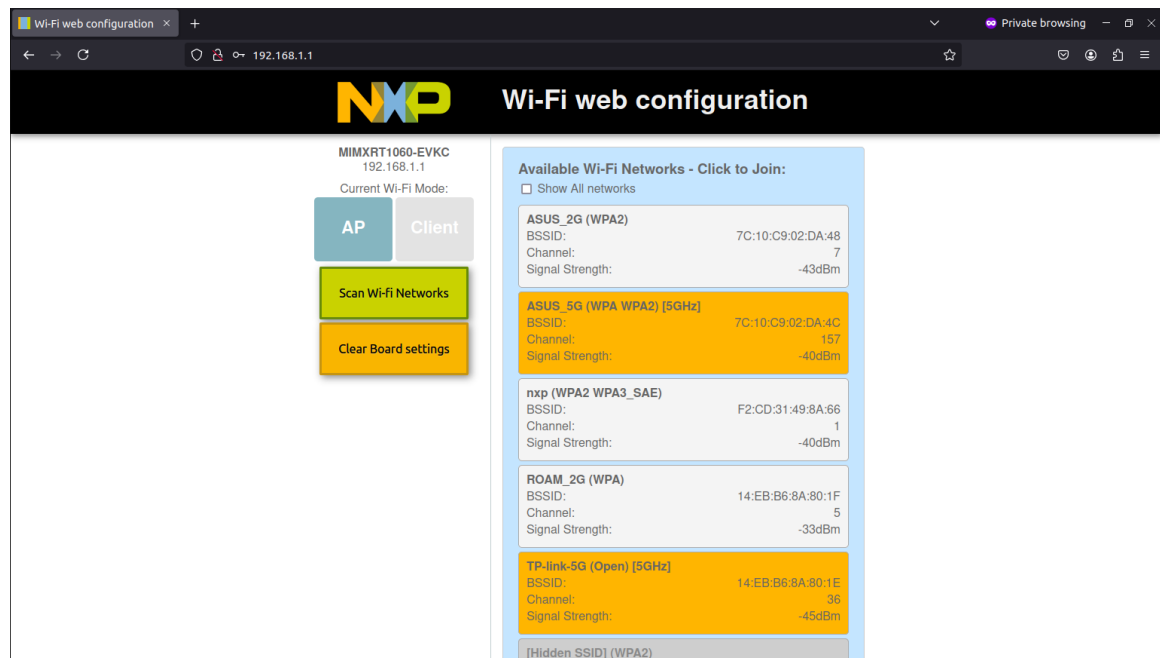 Wi-Fi web configuration
Private browsing
192.168.1.1
NXP
Wi-Fi web configuration
MIMXRT1060-EVKC
192.168.1.1
Current Wi-Fi Mode:
AP
Client
Scan Wi-Fi Networks
Clear Board settings
Available Wi-Fi Networks - Click to Join:
Show All networks
ASUS_2G (WPA2)
BSSID: 7C:10:C9:02:DA:48
Channel: 7
Signal Strength: -43dBm
ASUS_5G (WPA WPA2) [5GHz]
BSSID: 7C:10:C9:02:DA:4C
Channel: 157
Signal Strength: -40dBm
nxp (WPA2 WPA3_SAE)
BSSID: F2:CD:31:49:8A:66
Channel: 1
Signal Strength: -40dBm
ROAM_2G (WPA)
BSSID: 14:EB:B6:8A:80:1F
Channel: 5
Signal Strength: -33dBm
TP-link-5G (Open) [5GHz]
BSSID: 14:EB:B6:8A:80:1E
Channel: 36
Signal Strength: -45dBm
[Hidden SSID] (WPA2)